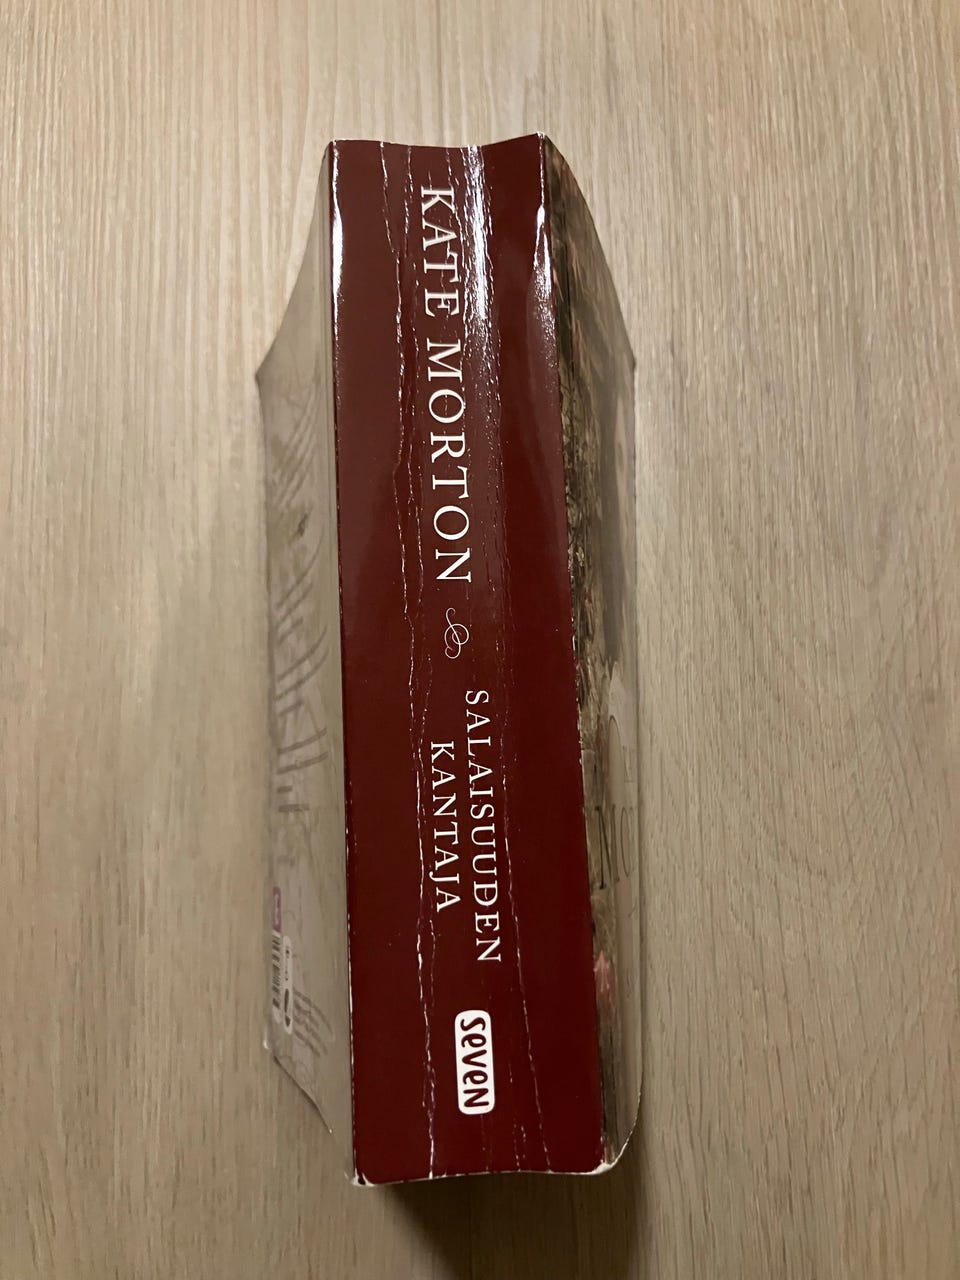 KATE MORTON
SALAISUUDEN
KANTAJA
seven